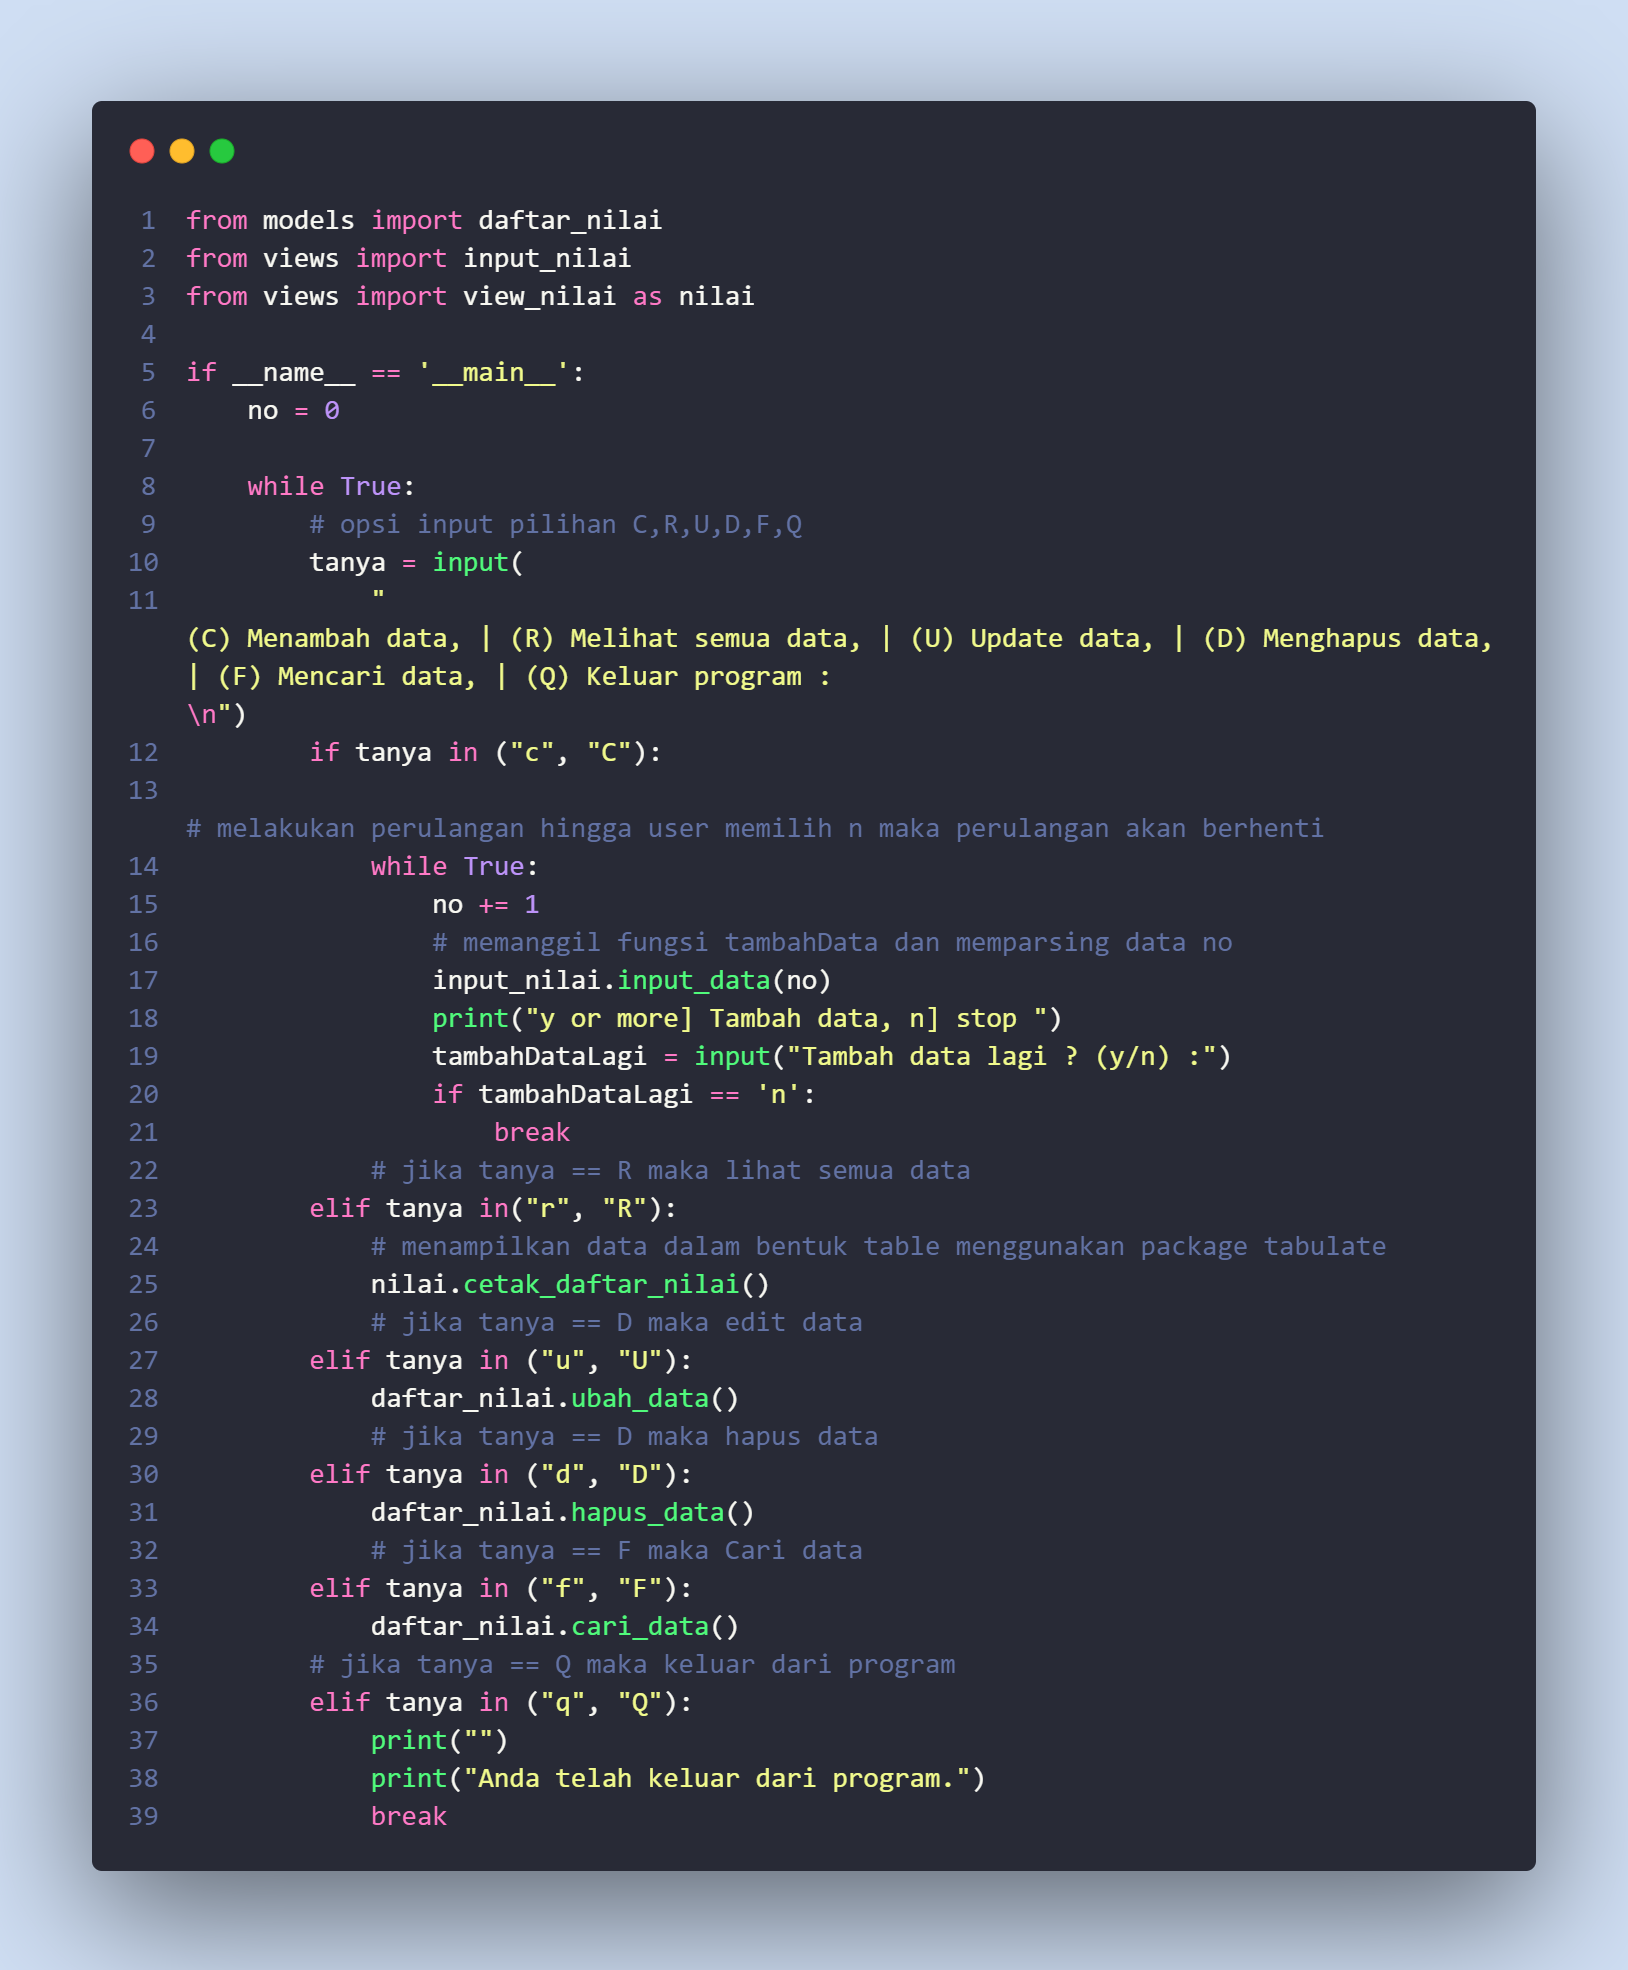 1 from models import daftar_nilai
2 from views import input_nilai
3 from views import view_nilai as nilai
4
5 if __name__ == '__main__':
6     no = 0
7
8     while True:
9         # opsi input pilihan C,R,U,D,F,Q
10         tanya = input(
11             "
(C) Menambah data, | (R) Melihat semua data, | (U) Update data, | (D) Menghapus data,
| (F) Mencari data, | (Q) Keluar program :
\n")
12         if tanya in ("c", "C"):
13
# melakukan perulangan hingga user memilih n maka perulangan akan berhenti
14             while True:
15                 no += 1
16                 # memanggil fungsi tambahData dan memparsing data no
17                 input_nilai.input_data(no)
18                 print("y or more] Tambah data, n] stop ")
19                 tambahDataLagi = input("Tambah data lagi ? (y/n) :")
20                 if tambahDataLagi == 'n':
21                     break
22             # jika tanya == R maka lihat semua data
23         elif tanya in("r", "R"):
24             # menampilkan data dalam bentuk table menggunakan package tabulate
25             nilai.cetak_daftar_nilai()
26             # jika tanya == D maka edit data
27         elif tanya in ("u", "U"):
28             daftar_nilai.ubah_data()
29             # jika tanya == D maka hapus data
30         elif tanya in ("d", "D"):
31             daftar_nilai.hapus_data()
32             # jika tanya == F maka Cari data
33         elif tanya in ("f", "F"):
34             daftar_nilai.cari_data()
35         # jika tanya == Q maka keluar dari program
36         elif tanya in ("q", "Q"):
37             print("")
38             print("Anda telah keluar dari program.")
39             break